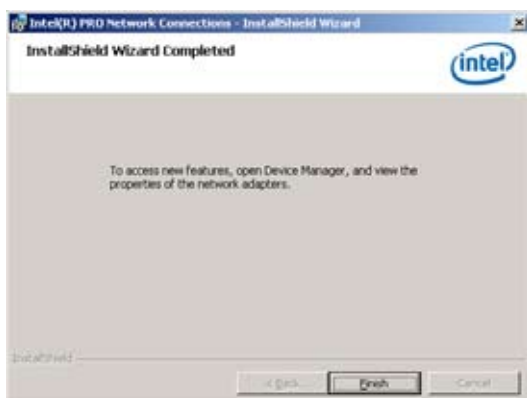 Intel(R) PRO Network Connections - InstallShield Wizard
InstallShield Wizard Completed
intel
To access new features, open Device Manager, and view the
properties of the network adapters.
InstallShield
< Back
Finish
Cancel